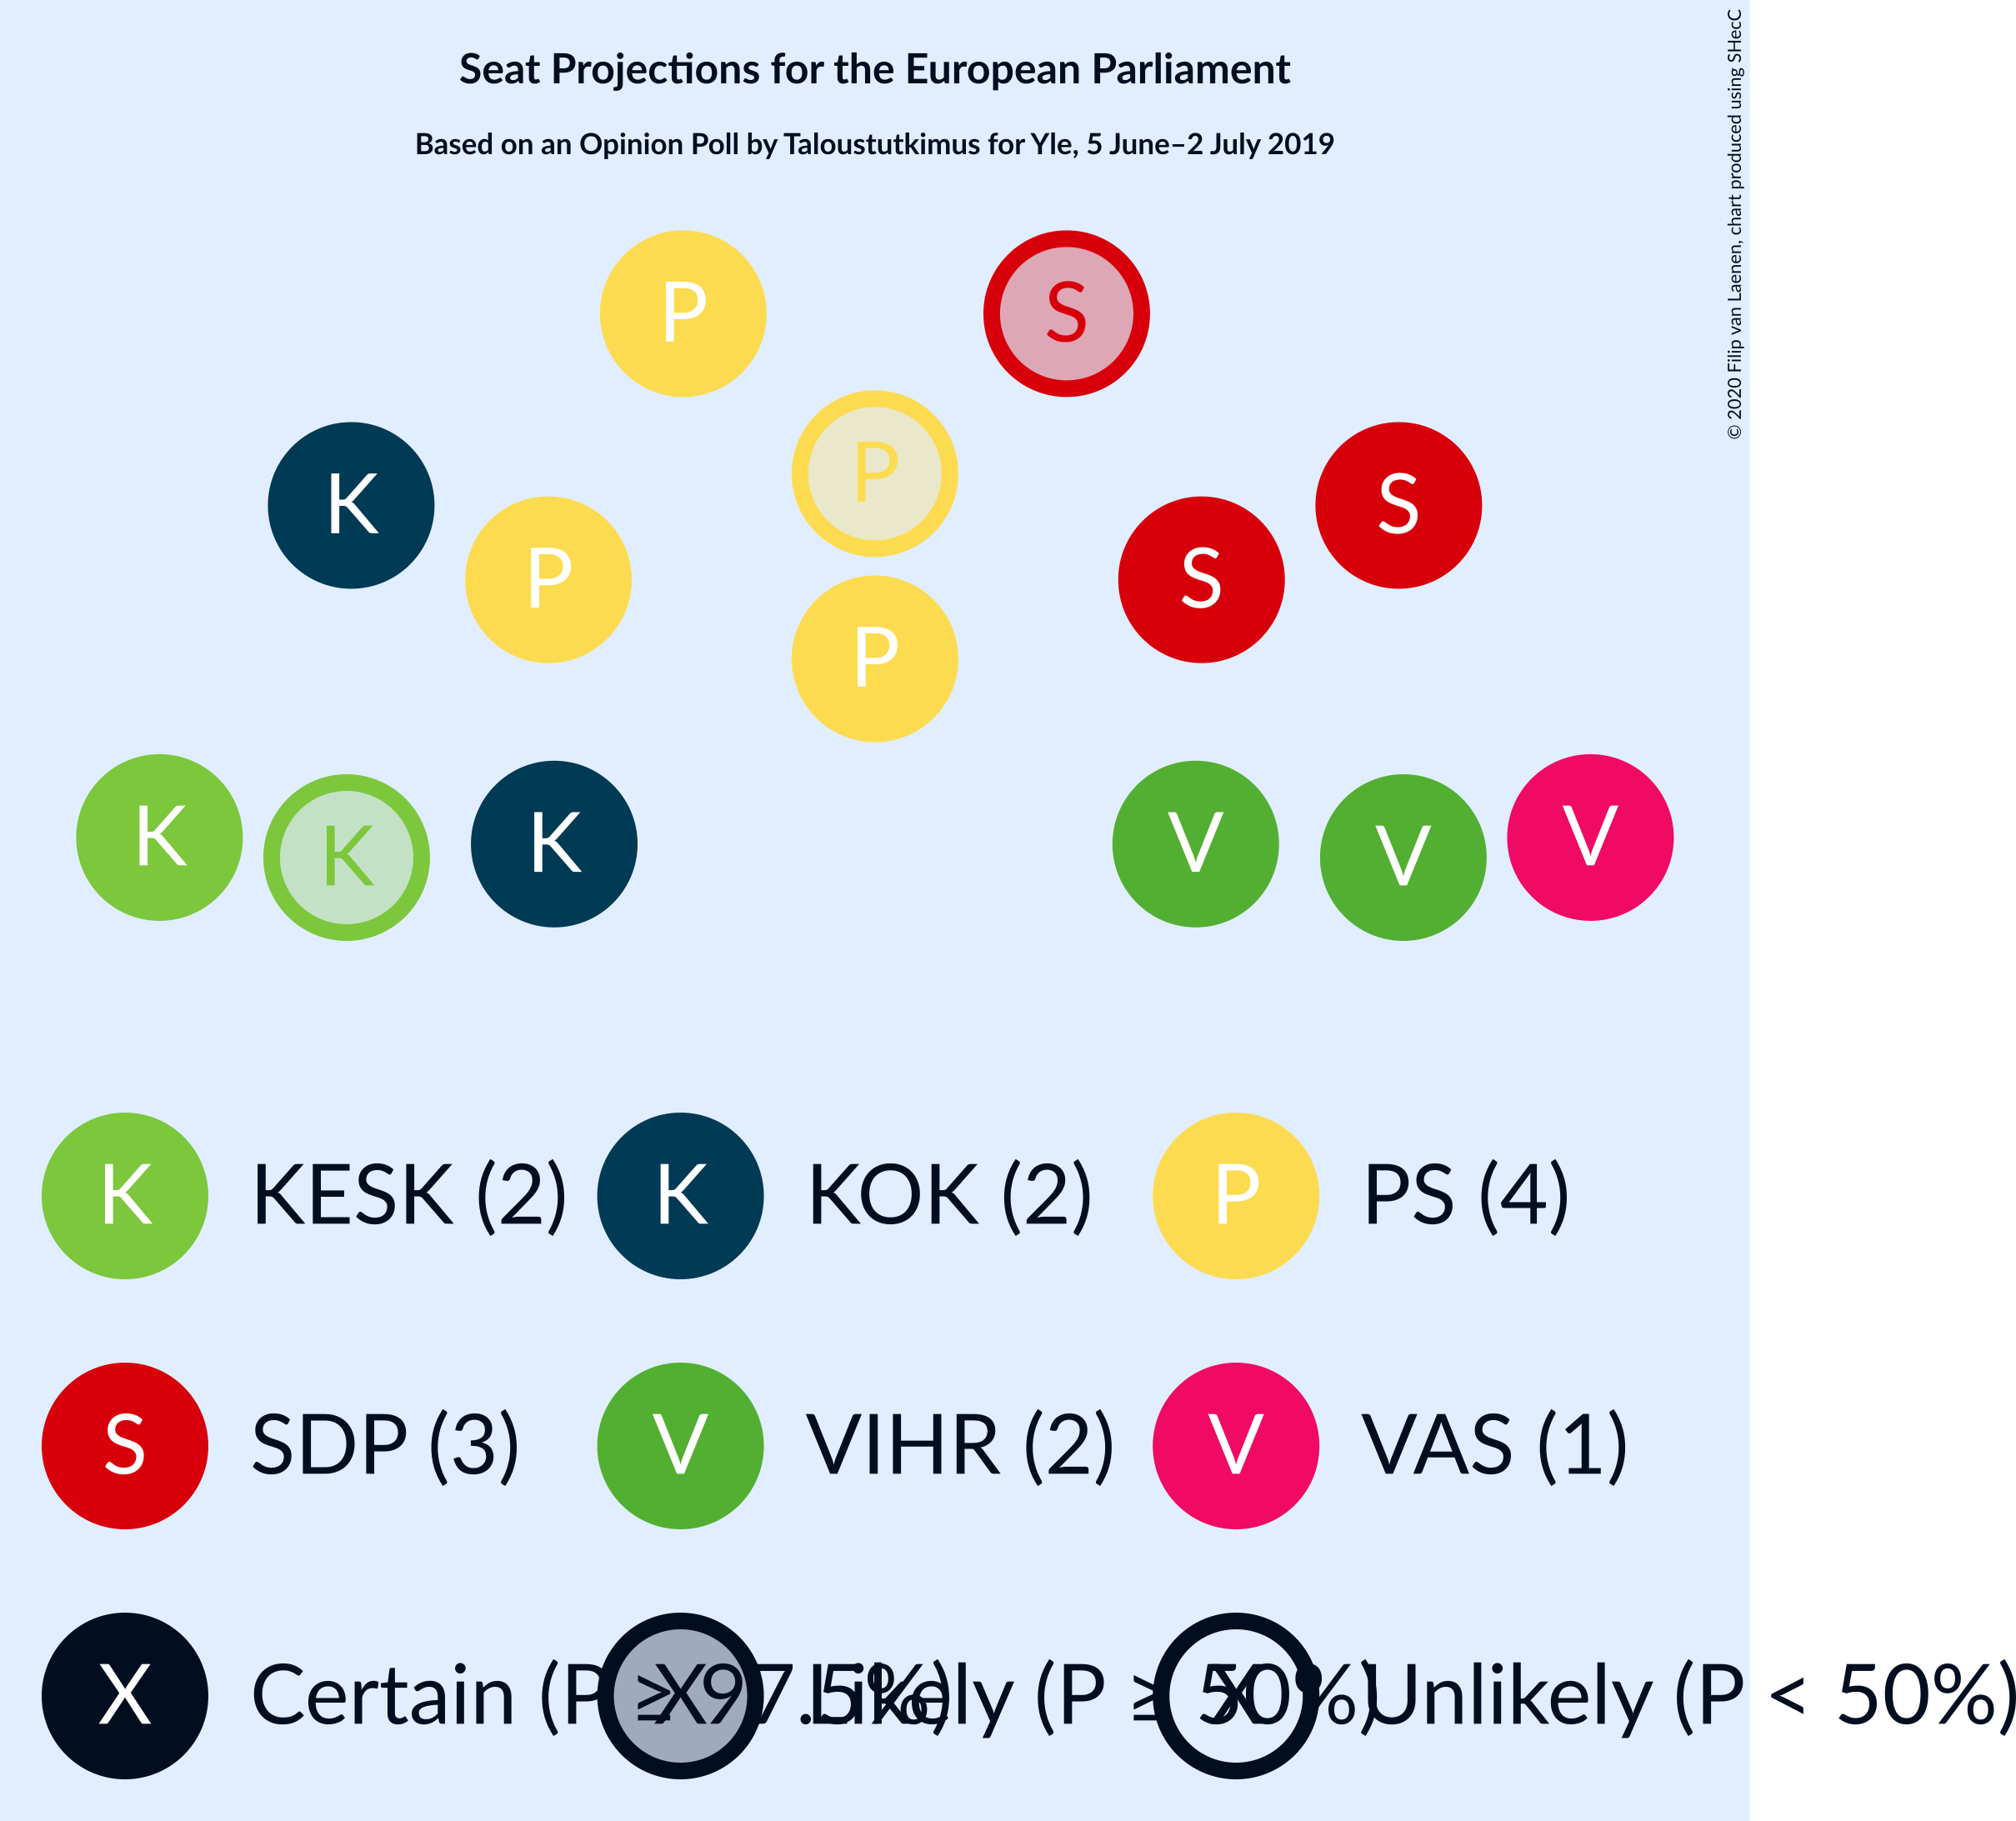 Seat Projections for the European Parliament
Based on an Opinion Poll by Taloustutkimus for Yle, 5 June–2 July 2019
© 2020 Filip van Laenen, chart produced using SHecC
P S
P
K S
P S
P
K V
K K V V
K KESK (2) K KOK (2) P PS (4)
S SDP (3) V VIHR (2) V VAS (1)
X Certain (P ≥ 97.5%) X Likely (P ≥ 50%) X Unlikely (P < 50%)